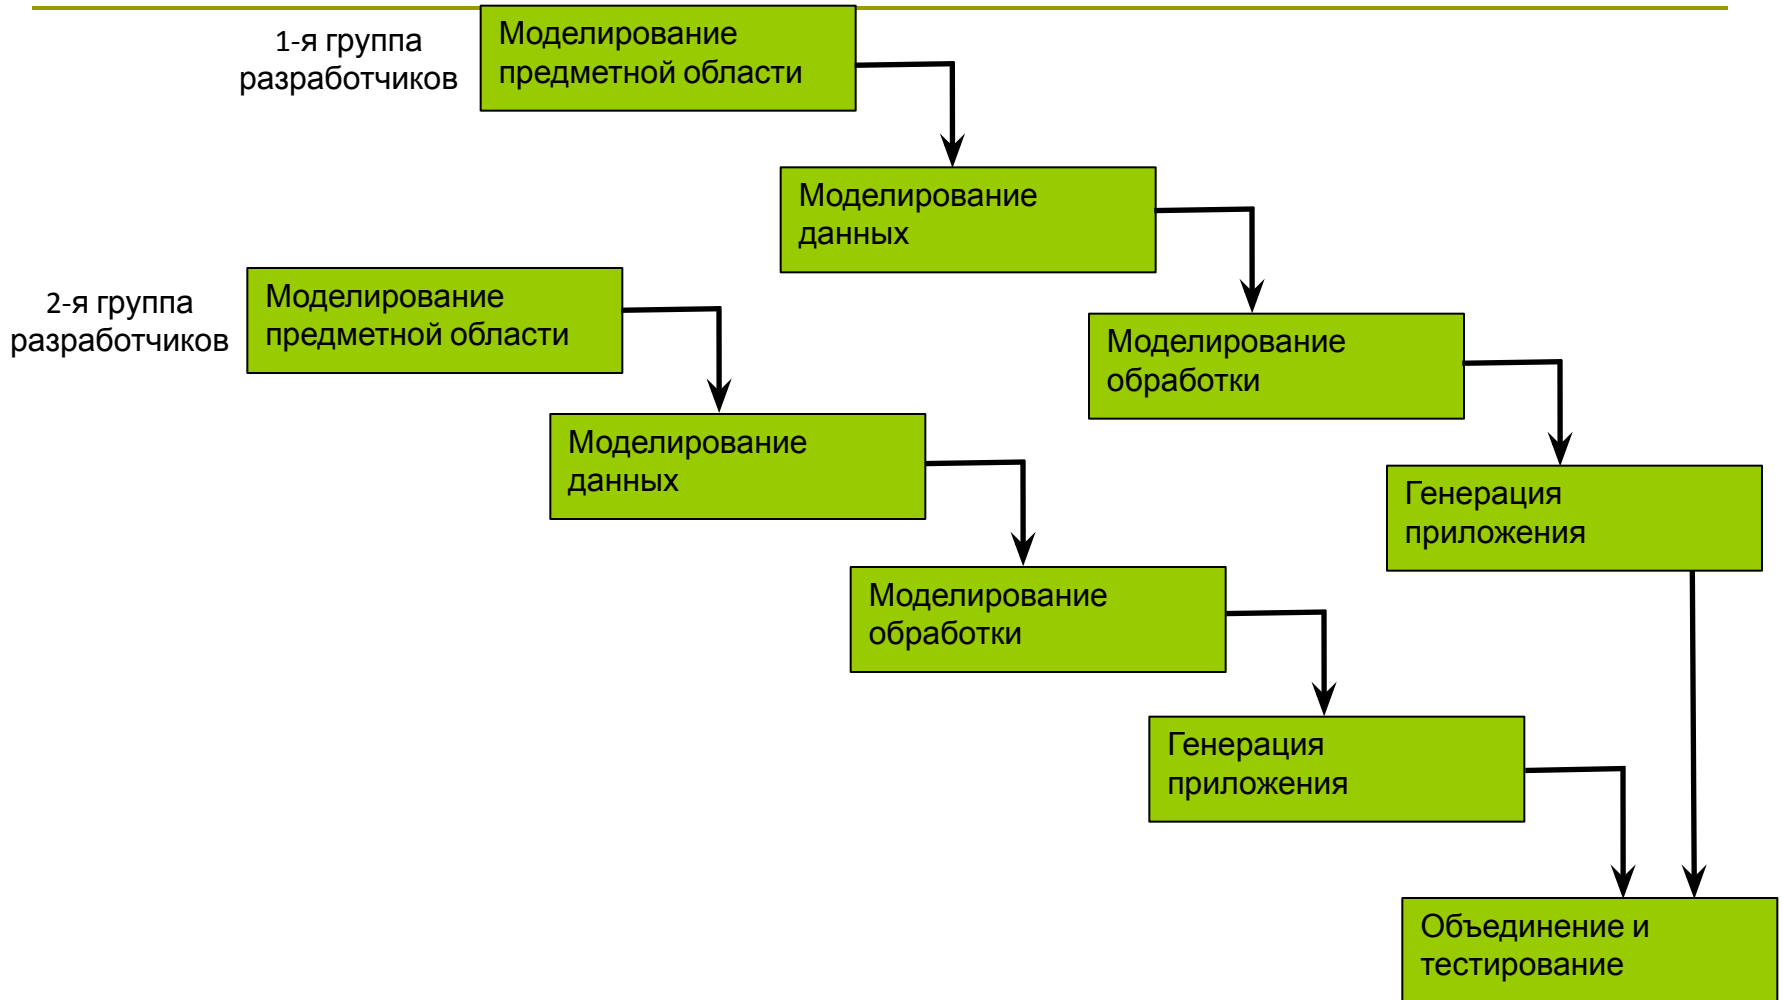 1-я группа
разработчиков
Моделирование
предметной области
Моделирование
данных
Моделирование
обработки
Генерация
приложения
2-я группа
разработчиков
Моделирование
предметной области
Моделирование
данных
Моделирование
обработки
Генерация
приложения
Объединение и
тестирование